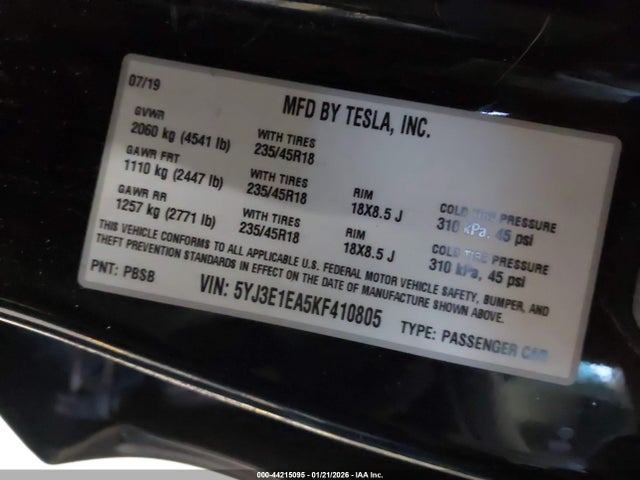 07/19
MFD BY TESLA, INC.
GVWR
2060 kg (4541 lb) WITH TIRES
235/45R18
GAWR FRT
1110 kg (2447 lb) WITH TIRES RIM COLD TIRE PRESSURE
235/45R18 18X8.5 J 310 kPa, 45 psi
GAWR RR
1257 kg (2771 lb) WITH TIRES RIM COLD TIRE PRESSURE
235/45R18 18X8.5 J 310 kPa, 45 psi
THIS VEHICLE CONFORMS TO ALL APPLICABLE U.S. FEDERAL MOTOR VEHICLE SAFETY, BUMPER, AND
THEFT PREVENTION STANDARDS IN EFFECT ON THE DATE OF MANUFACTURE SHOWN ABOVE.
PNT: PBSB VIN: 5YJ3E1EA5KF410805 TYPE: PASSENGER CAR
000-44215095 - 01/21/2026 - IAA Inc.